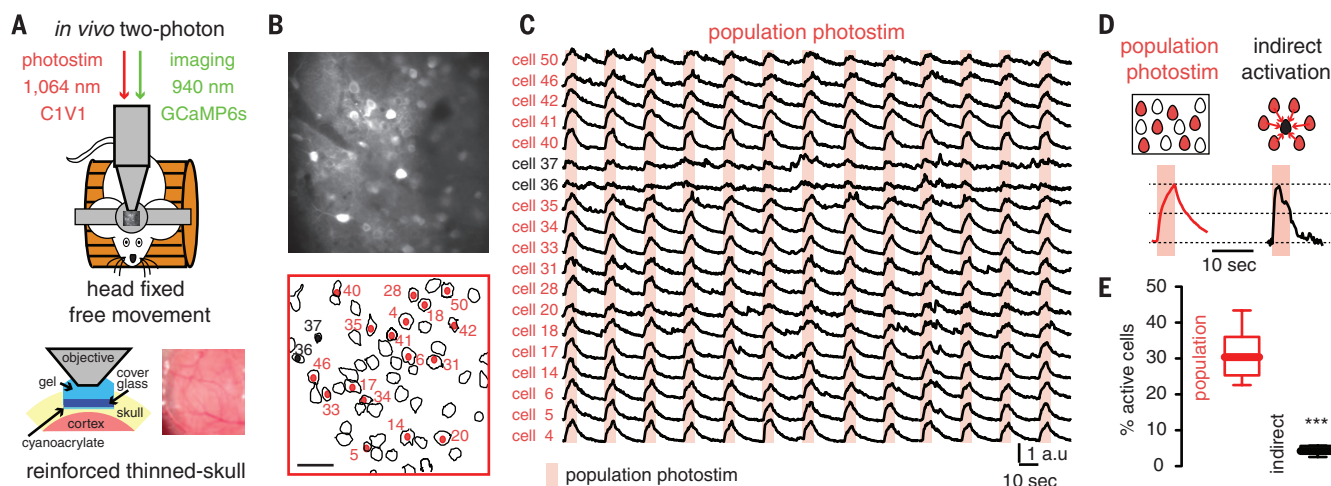 A
in vivo two-photon
photostim
1,064 nm
C1V1
imaging
940 nm
GCaMP6s
head fixed
free movement
objective
gel
cover
glass
skull
cortex
cyanoacrylate
reinforced thinned-skull
B
40
28
50
4
18
37
35
42
36
41
6
31
46
17
33
34
14
20
5
C
population photostim
cell 50
cell 46
cell 42
cell 41
cell 40
cell 37
cell 36
cell 35
cell 34
cell 33
cell 31
cell 28
cell 20
cell 18
cell 17
cell 14
cell 6
cell 5
cell 4
1 a.u
10 sec
population photostim
D
population
photostim
indirect
activation
10 sec
E
% active cells
50
40
30
20
10
0
population
indirect
***